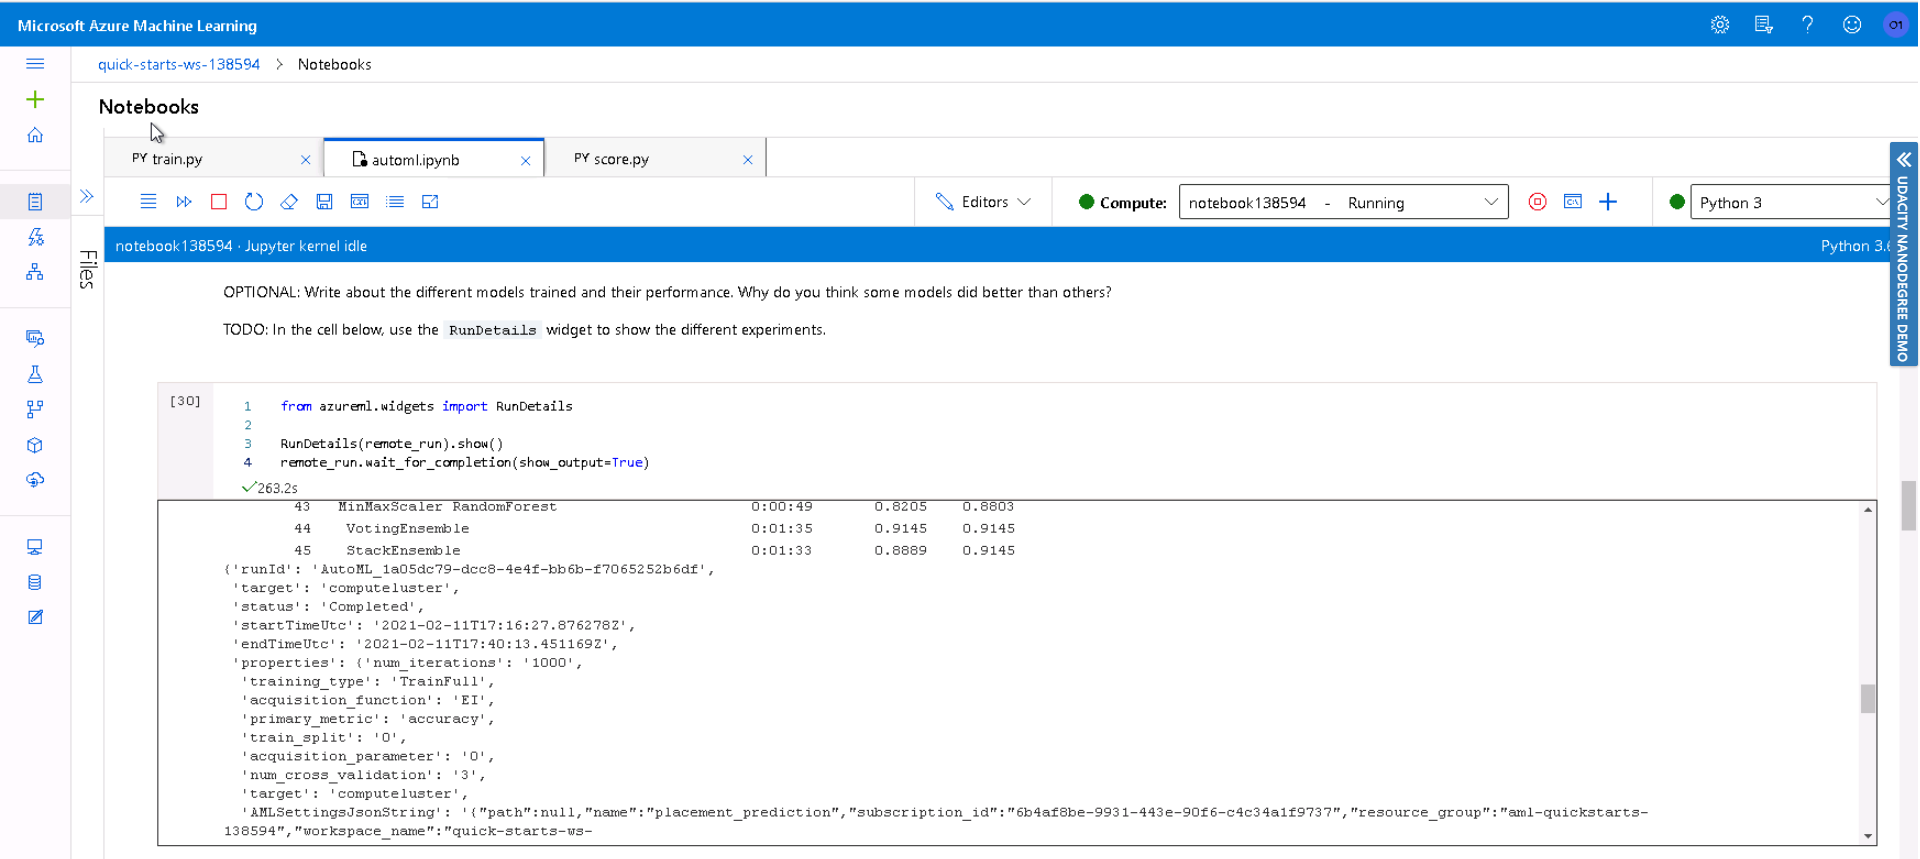 Microsoft Azure Machine Learning
O1
quick-starts-ws-138594 > Notebooks
Notebooks
PY train.py
automl.ipynb
PY score.py
Editors
Compute: notebook138594 - Running
Python 3
notebook138594 · Jupyter kernel idle
Python 3.6
UDACITY NANODEGREE DEMO
Files
OPTIONAL: Write about the different models trained and their performance. Why do you think some models did better than others?
TODO: In the cell below, use the RunDetails widget to show the different experiments.
[30]
1 from azureml.widgets import RunDetails
2
3 RunDetails(remote_run).show()
4 remote_run.wait_for_completion(show_output=True)
263.2s
43 MinMaxScaler RandomForest 0:00:49 0.8205 0.8803
44 VotingEnsemble 0:01:35 0.9145 0.9145
45 StackEnsemble 0:01:33 0.8889 0.9145
{'runId': 'AutoML_1a05dc79-dcc8-4e4f-bb6b-f7065252b6df',
'target': 'computeluster',
'status': 'Completed',
'startTimeUtc': '2021-02-11T17:16:27.876278Z',
'endTimeUtc': '2021-02-11T17:40:13.451169Z',
'properties': {'num_iterations': '1000',
'training_type': 'TrainFull',
'acquisition_function': 'EI',
'primary_metric': 'accuracy',
'train_split': '0',
'acquisition_parameter': '0',
'num_cross_validation': '3',
'target': 'computeluster',
'AMLSettingsJsonString': '{"path":null,"name":"placement_prediction","subscription_id":"6b4af8be-9931-443e-90f6-c4c34a1f9737","resource_group":"aml-quickstarts-
138594","workspace_name":"quick-starts-ws-